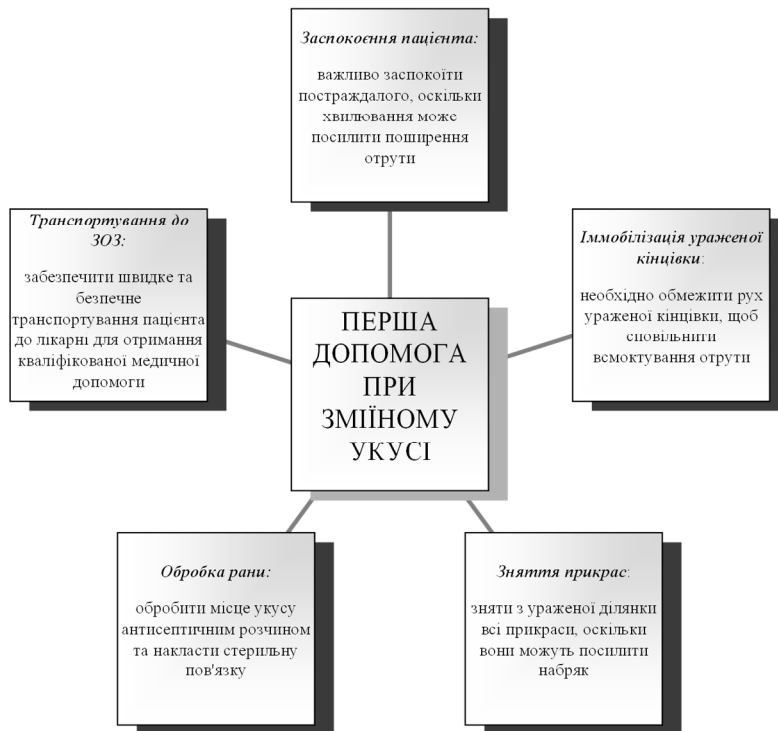 Заспокоєння пацієнта:
важливо заспокоїти
постраждалого, оскільки
хвилювання може
посилити поширення
отрути
Транспортування до
ЗОЗ:
забезпечити швидке та
безпечне
транспортування пацієнта
до лікарні для отримання
кваліфікованої медичної
допомоги
ПЕРША
ДОПОМОГА
ПРИ
ЗМІЇНОМУ
УКУСІ
Іммобілізація ураженої
кінцівки:
необхідно обмежити рух
ураженої кінцівки, щоб
сповільнити
всмоктування отрути
Обробка рани:
обробити місце укусу
антисептичним розчином
та накласти стерильну
пов'язку
Зняття прикрас:
зняти з ураженої ділянки
всі прикраси, оскільки
вони можуть посилити
набряк